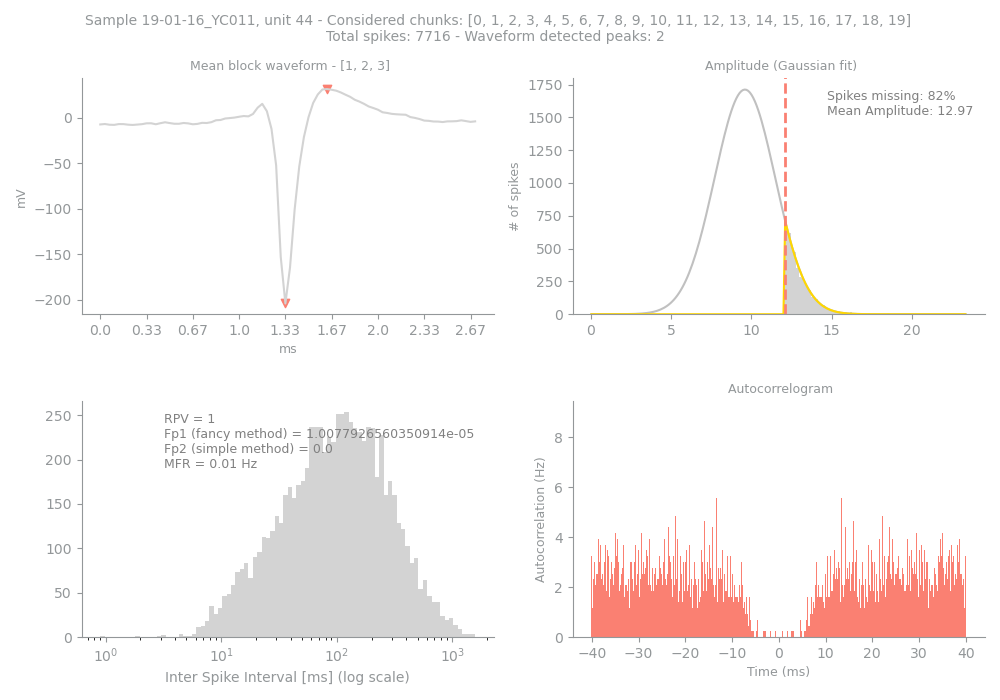 Sample 19-01-16_YC011, unit 44 - Considered chunks: [0, 1, 2, 3, 4, 5, 6, 7, 8, 9, 10, 11, 12, 13, 14, 15, 16, 17, 18, 19]
Total spikes: 7716 - Waveform detected peaks: 2
Mean block waveform - [1, 2, 3]
0
−50
−100
−150
−200
mV
0.0 0.33 0.67 1.0 1.33 1.67 2.0 2.33 2.67
ms
Amplitude (Gaussian fit)
Spikes missing: 82%
Mean Amplitude: 12.97
1750
1500
1250
1000
750
500
250
0
# of spikes
0 5 10 15 20
RPV = 1
Fp1 (fancy method) = 1.0077926560350914e-05
Fp2 (simple method) = 0.0
MFR = 0.01 Hz
250
200
150
100
50
0
10⁰ 10¹ 10² 10³
Inter Spike Interval [ms] (log scale)
Autocorrelogram
8
6
4
2
0
Autocorrelation (Hz)
−40 −30 −20 −10 0 10 20 30 40
Time (ms)